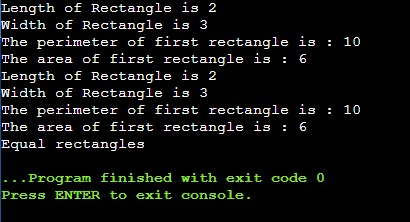 Length of Rectangle is 2
Width of Rectangle is 3
The perimeter of first rectangle is : 10
The area of first rectangle is : 6
Length of Rectangle is 2
Width of Rectangle is 3
The perimeter of first rectangle is : 10
The area of first rectangle is : 6
Equal rectangles
...Program finished with exit code 0
Press ENTER to exit console.